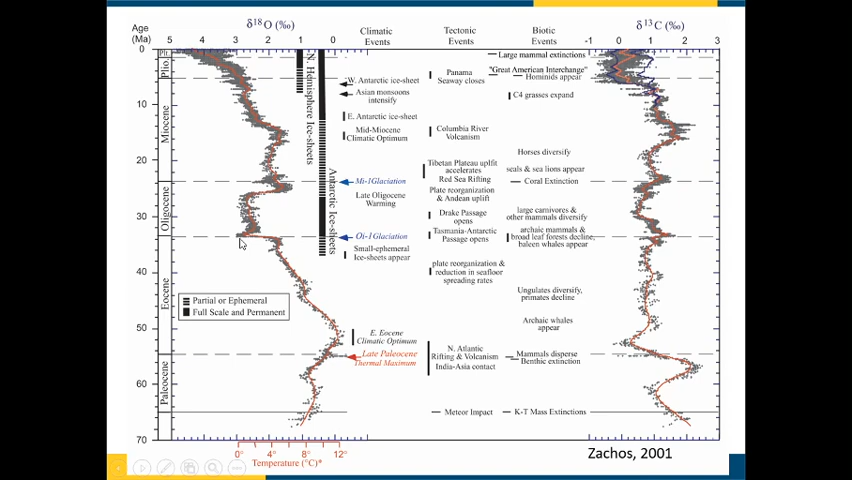 Age
(Ma)
δ18O (‰)
5 4 3 2 1 0
Climatic
Events
Tectonic
Events
Biotic
Events
δ13C (‰)
-1 0 1 2 3
0
10
20
30
40
50
60
70
Plt.
Plio.
Miocene
Oligocene
Eocene
Paleocene
N. Hemisphere Ice-sheets
Antarctic Ice-sheets
W. Antarctic ice-sheet
Asian monsoons
intensify
E. Antarctic ice-sheet
Mid-Miocene
Climatic Optimum
Mi-1Glaciation
Late Oligocene
Warming
Oi-1Glaciation
Small-ephemeral
Ice-sheets appear
E. Eocene
Climatic Optimum
Late Paleocene
Thermal Maximum
Panama
Seaway closes
Columbia River
Volcanism
Tibetan Plateau uplfit
accelerates
Red Sea Rifting
Plate reorganization
& Andean uplift
Drake Passage
opens
Tasmania-Antarctic
Passage opens
plate reorganization
& reduction in seafloor
spreading rates
N. Atlantic
Rifting & Volcanism
India-Asia contact
Meteor Impact
Large mammal extinctions
"Great American Interchange"
Hominids appear
C4 grasses expand
Horses diversify
seals & sea lions appear
Coral Extinction
large carnivores &
other mammals diversify
archaic mammals &
broad leaf forests decline,
baleen whales appear
Ungulates diversify,
primates decline
Archaic whales
appear
Mammals disperse
Benthic extinction
K-T Mass Extinctions
Partial or Ephemeral
Full Scale and Permanent
0° 4° 8° 12°
Temperature (°C)*
Zachos, 2001